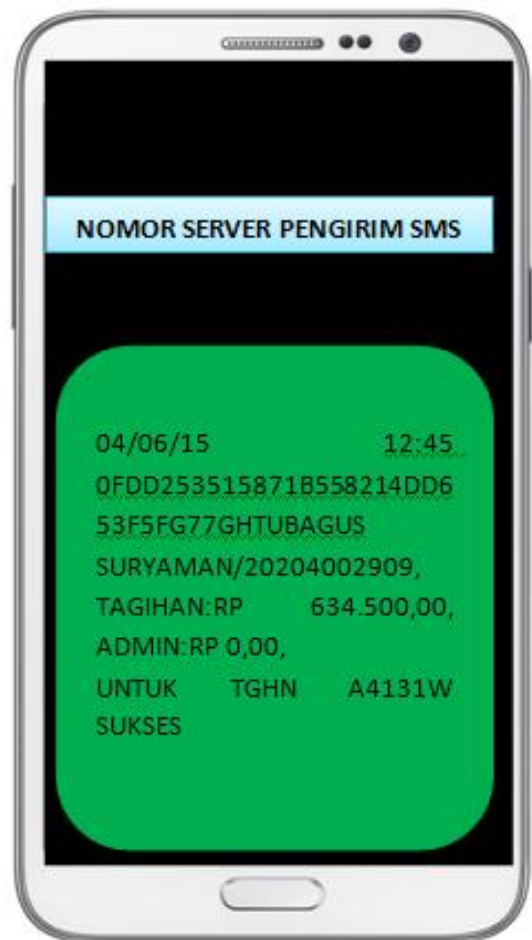 NOMOR SERVER PENGIRIM SMS
04/06/15 12:45
0FDD253515871B558214DD6
53F5FG77GHTUBAGUS
SURYAMAN/20204002909,
TAGIHAN:RP 634.500,00,
ADMIN:RP 0,00,
UNTUK TGHN A4131W
SUKSES